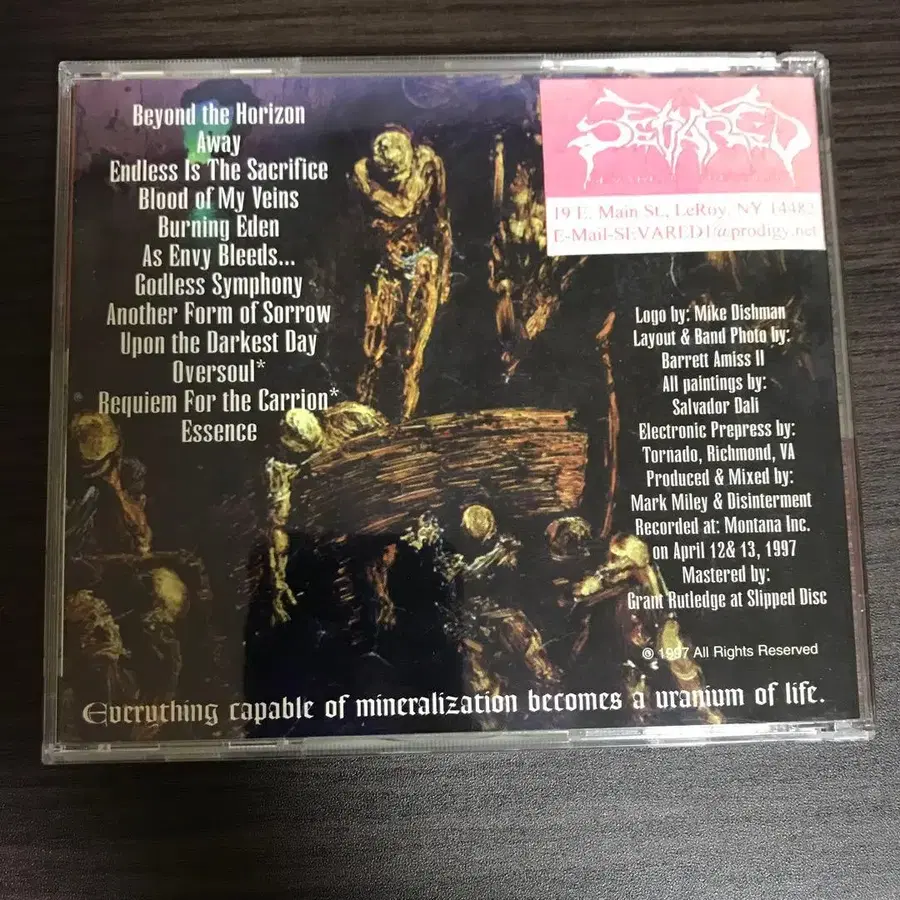 Beyond the Horizon
Away
Endless Is The Sacrifice
Blood of My Veins
Burning Eden
As Envy Bleeds...
Godless Symphony
Another Form of Sorrow
Upon the Darkest Day
Oversoul*
Requiem For the Carrion*
Essence
SEVARED
19 E. Main St., LeRoy, NY 14482
E-Mail-SEVARED1@prodigy.net
Logo by: Mike Dishman
Layout & Band Photo by:
Barrett Amiss II
All paintings by:
Salvador Dali
Electronic Prepress by:
Tornado, Richmond, VA
Produced & Mixed by:
Mark Miley & Disinterment
Recorded at: Montana Inc.
on April 12& 13, 1997
Mastered by:
Grant Rutledge at Slipped Disc
℗ 1997 All Rights Reserved
Everything capable of mineralization becomes a uranium of life.